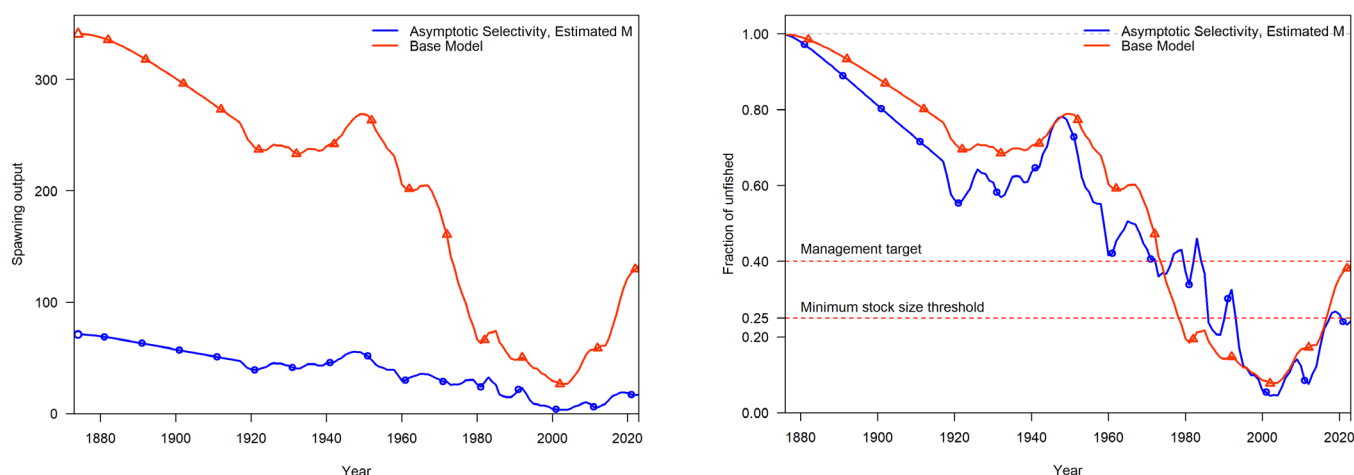 Asymptotic Selectivity, Estimated M
Base Model
Spawning output
300
200
100
0
1880 1900 1920 1940 1960 1980 2000 2020
Year
Asymptotic Selectivity, Estimated M
Base Model
Fraction of unfished
1.00
0.80
0.60
Management target
0.40
Minimum stock size threshold
0.25
0.20
0.00
1880 1900 1920 1940 1960 1980 2000 2020
Year